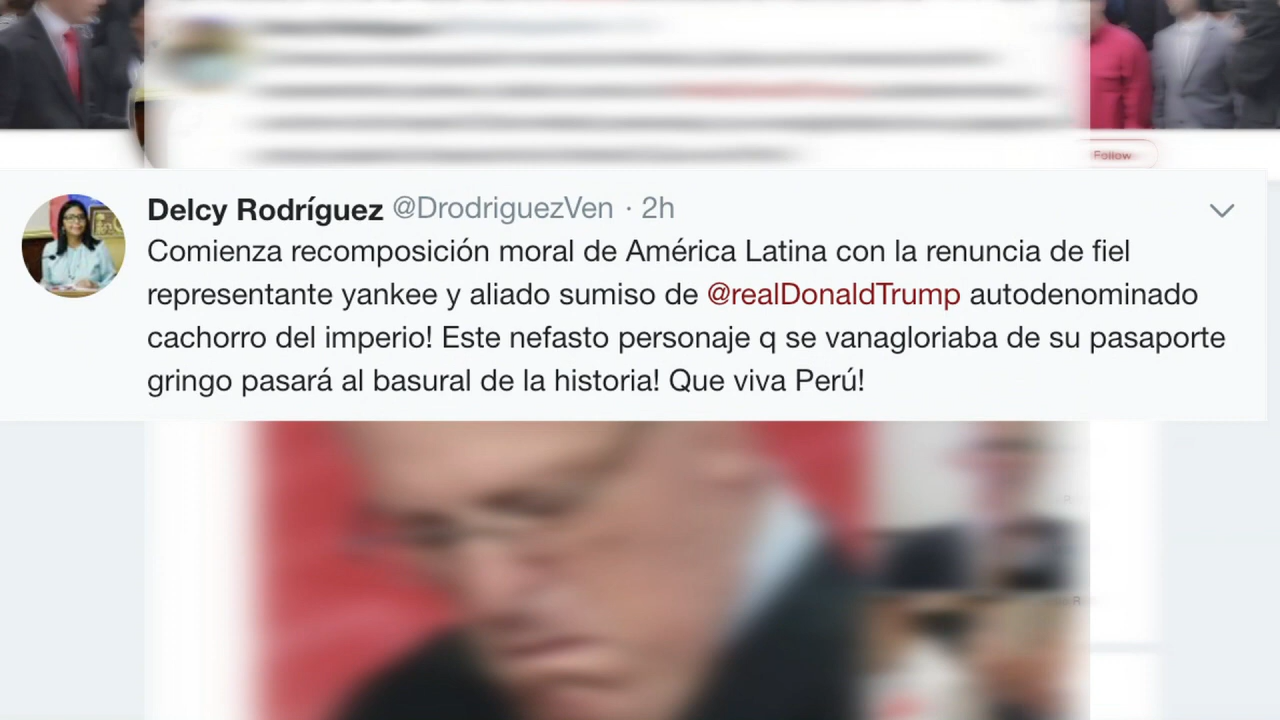 Follow
Delcy Rodríguez @DrodriguezVen · 2h
Comienza recomposición moral de América Latina con la renuncia de fiel
representante yankee y aliado sumiso de @realDonaldTrump autodenominado
cachorro del imperio! Este nefasto personaje q se vanagloriaba de su pasaporte
gringo pasará al basural de la historia! Que viva Perú!